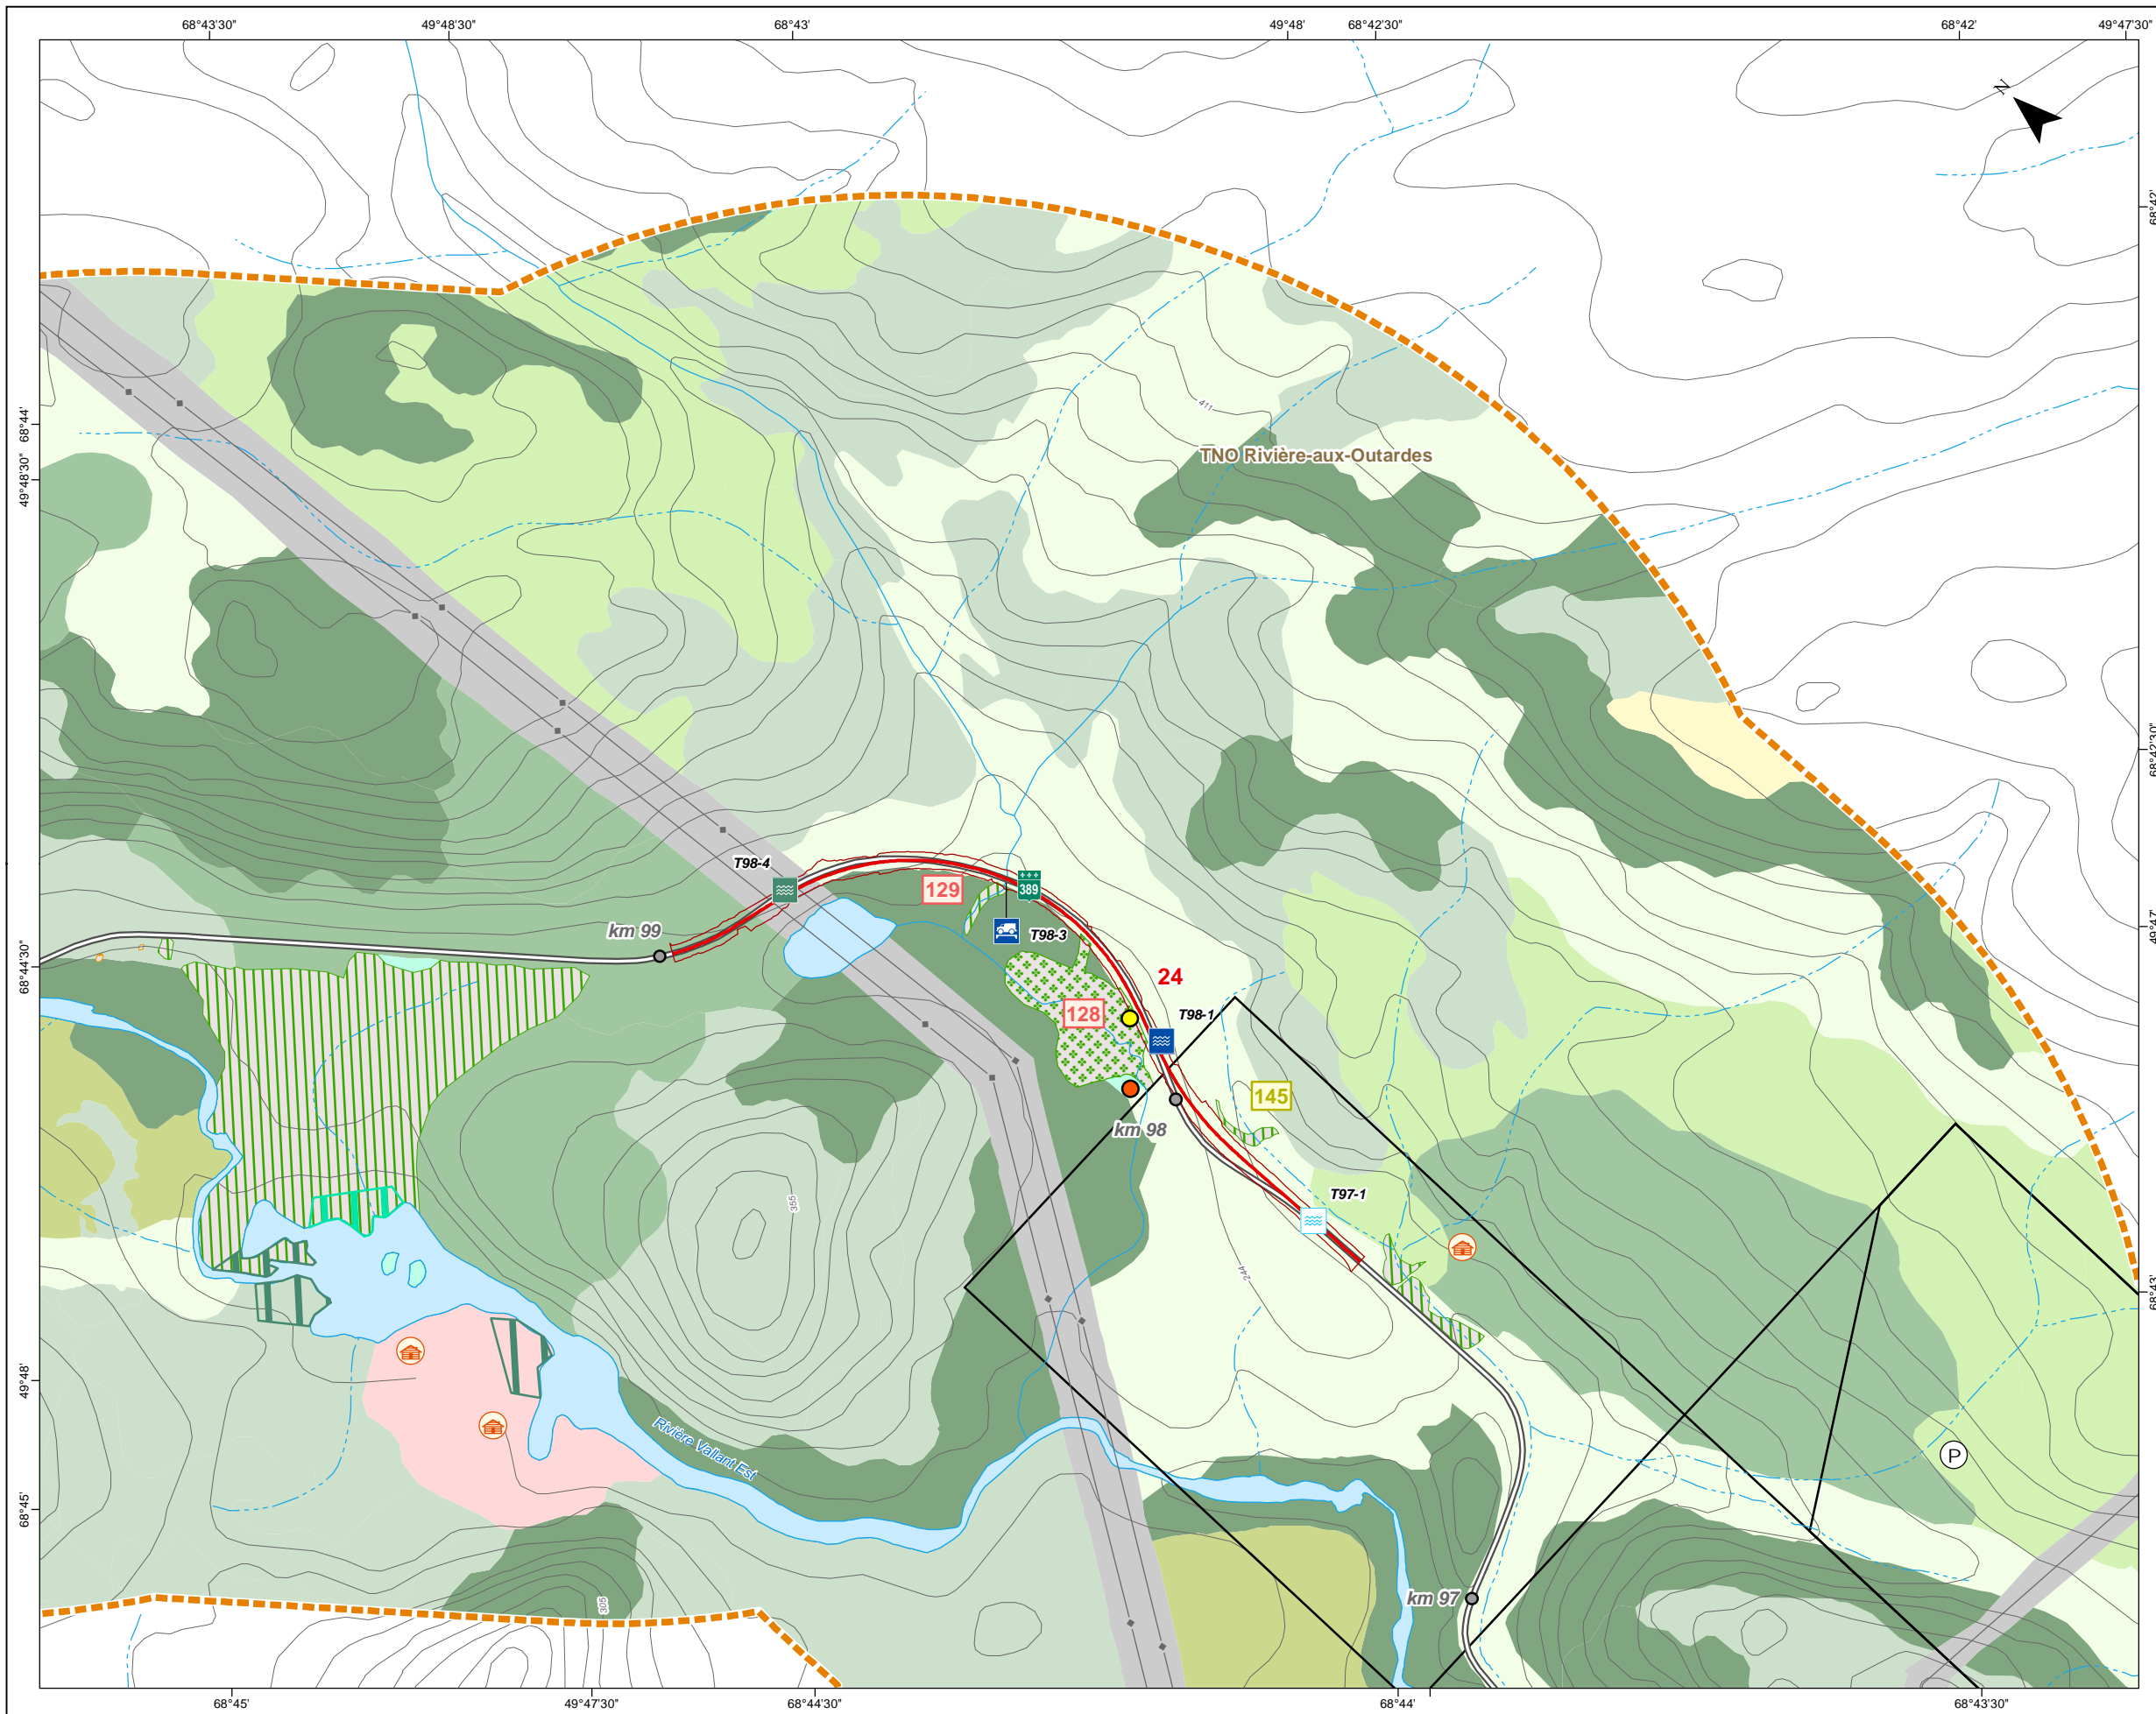 68°43'30"
49°48'30"
68°43'
49°48'
68°42'30"
68°42'
49°47'30"
N
68°42'
411
68°44'
TNO Rivière-aux-Outardes
49°48'30"
68°42'30"
T98-4
129
389
km 99
T98-3
49°47'
68°44'30"
24
128
T98-1
145
km 98
355
T97-1
244
68°43'
49°48'
Rivière Vallant Est
P
68°45'
km 97
305
68°45'
49°47'30"
68°44'30"
68°44'
68°43'30"